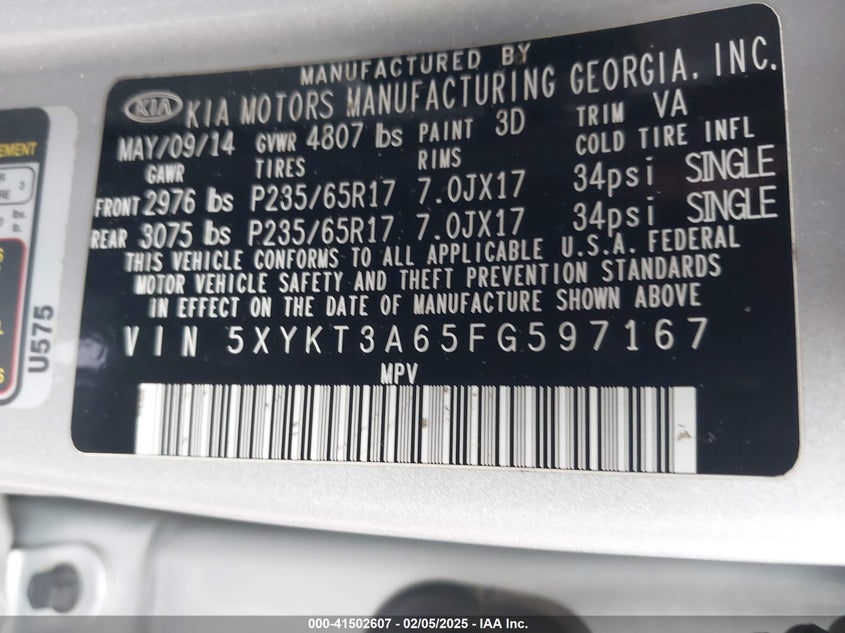 MANUFACTURED BY
KIA KIA MOTORS MANUFACTURING GEORGIA, INC.
MAY/09/14 GVWR 4807 lbs PAINT 3D TRIM VA
GAWR TIRES RIMS COLD TIRE INFL
FRONT 2976 lbs P235/65R17 7.0JX17 34psi SINGLE
REAR 3075 lbs P235/65R17 7.0JX17 34psi SINGLE
THIS VEHICLE CONFORMS TO ALL APPLICABLE U.S.A. FEDERAL
MOTOR VEHICLE SAFETY AND THEFT PREVENTION STANDARDS
IN EFFECT ON THE DATE OF MANUFACTURE SHOWN ABOVE
VIN 5XYKT3A65FG597167
MPV
EMENT
3
lbs.
U575
000-41502607 - 02/05/2025 - IAA Inc.